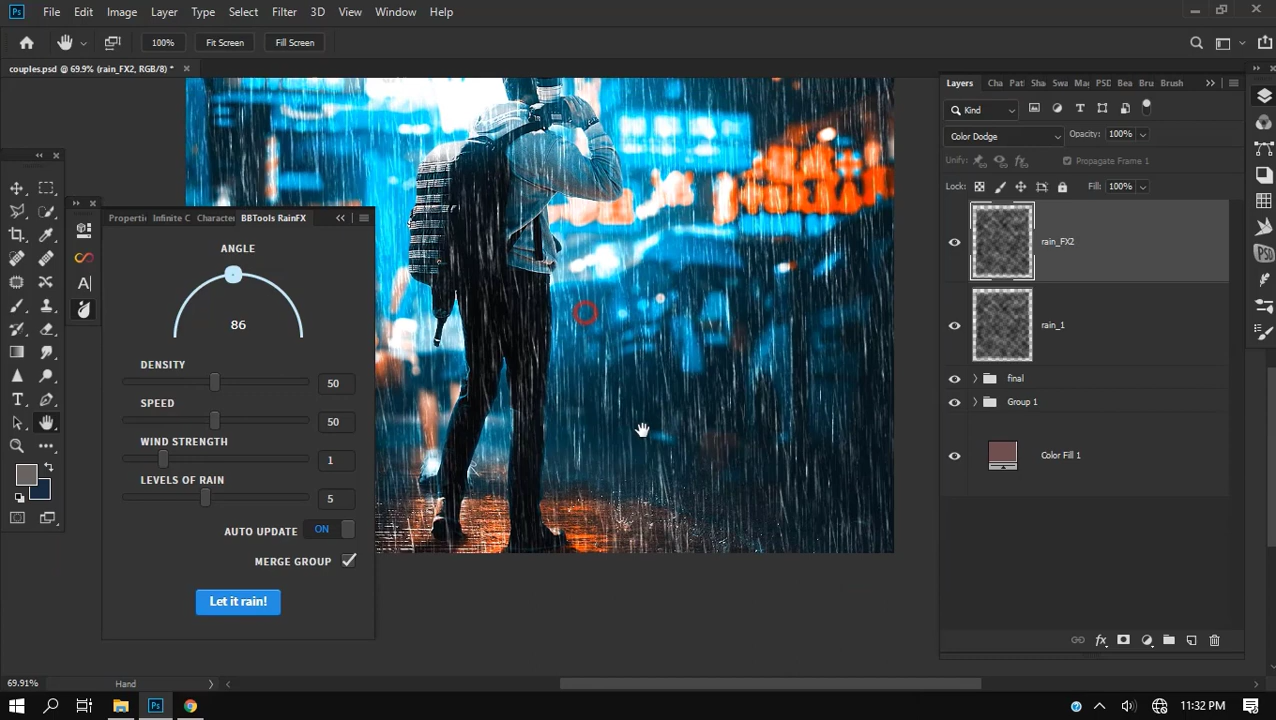 Ps File Edit Image Layer Type Select Filter 3D View Window Help
100% Fit Screen Fill Screen
couples.psd @ 69.9% (rain_FX2, RGB/8) *
Properti Infinite C Character BBTools RainFX
ANGLE
86
DENSITY
50
SPEED
50
WIND STRENGTH
1
LEVELS OF RAIN
5
AUTO UPDATE ON
MERGE GROUP
Let it rain!
Layers Cha Pat Sha Swa Ma PSD Bea Bru Brush
Kind
Color Dodge Opacity: 100%
Unify: Propagate Frame 1
Lock: Fill: 100%
rain_FX2
rain_1
final
Group 1
Color Fill 1
69.91% Hand
Ps 11:32 PM